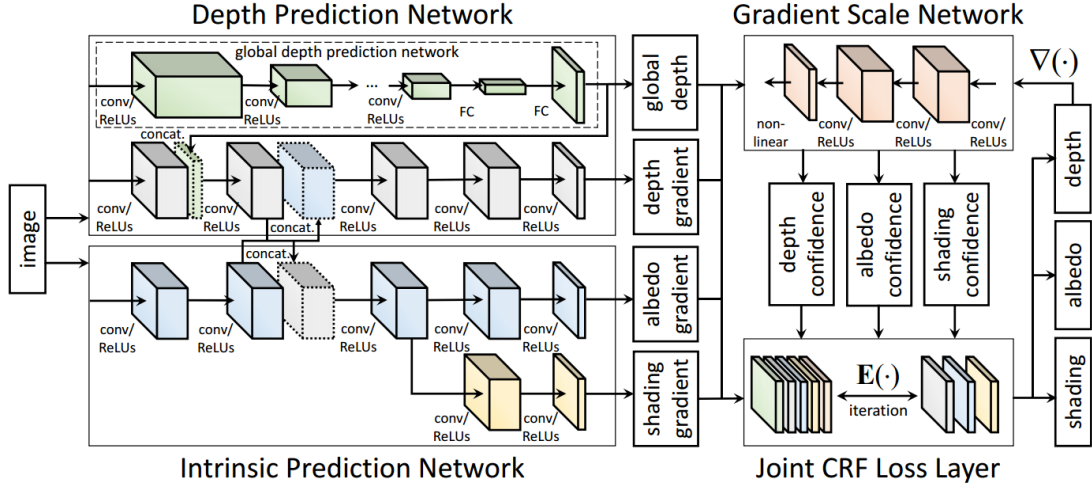 Depth Prediction Network
Gradient Scale Network
global depth prediction network
conv/
ReLUs
conv/
ReLUs
...
conv/
ReLUs
FC
FC
global
depth
non-
linear
conv/
ReLUs
conv/
ReLUs
conv/
ReLUs
∇(·)
concat.
conv/
ReLUs
conv/
ReLUs
concat.
conv/
ReLUs
conv/
ReLUs
conv/
ReLUs
depth
gradient
image
depth
confidence
albedo
confidence
shading
confidence
depth
albedo
shading
concat.
conv/
ReLUs
conv/
ReLUs
conv/
ReLUs
conv/
ReLUs
conv/
ReLUs
albedo
gradient
conv/
ReLUs
conv/
ReLUs
shading
gradient
E(·)
iteration
Intrinsic Prediction Network
Joint CRF Loss Layer